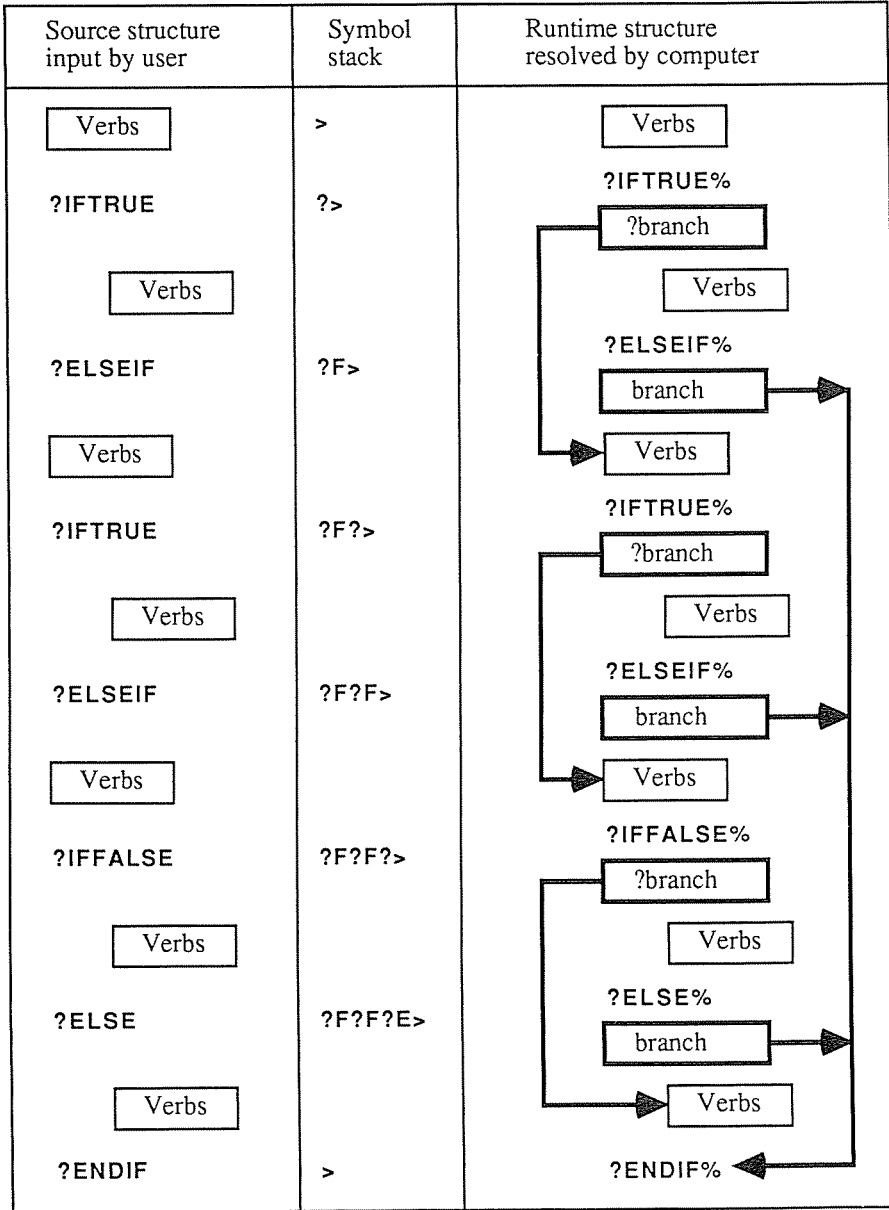 Source structure input by user
Symbol stack
Runtime structure resolved by computer
Verbs > Verbs
?IFTRUE%
?IFTRUE ?> ?branch
Verbs Verbs
?ELSEIF%
?ELSEIF ?F> branch
Verbs Verbs
?IFTRUE%
?IFTRUE ?F?> ?branch
Verbs Verbs
?ELSEIF%
?ELSEIF ?F?F> branch
Verbs Verbs
?IFFALSE%
?IFFALSE ?F?F?> ?branch
Verbs Verbs
?ELSE%
?ELSE ?F?F?E> branch
Verbs Verbs
?ENDIF > ?ENDIF%